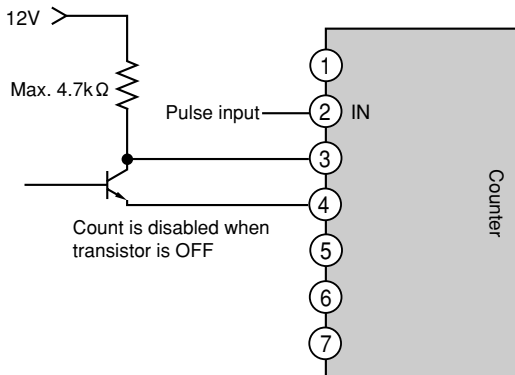 12V
Max. 4.7kΩ
1
Pulse input
2
IN
3
4
Count is disabled when
transistor is OFF
5
6
7
Counter